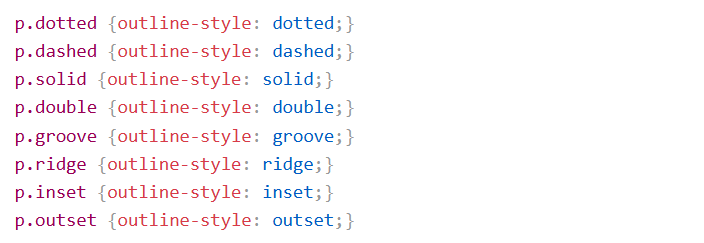 p.dotted {outline-style: dotted;}
p.dashed {outline-style: dashed;}
p.solid {outline-style: solid;}
p.double {outline-style: double;}
p.groove {outline-style: groove;}
p.ridge {outline-style: ridge;}
p.inset {outline-style: inset;}
p.outset {outline-style: outset;}